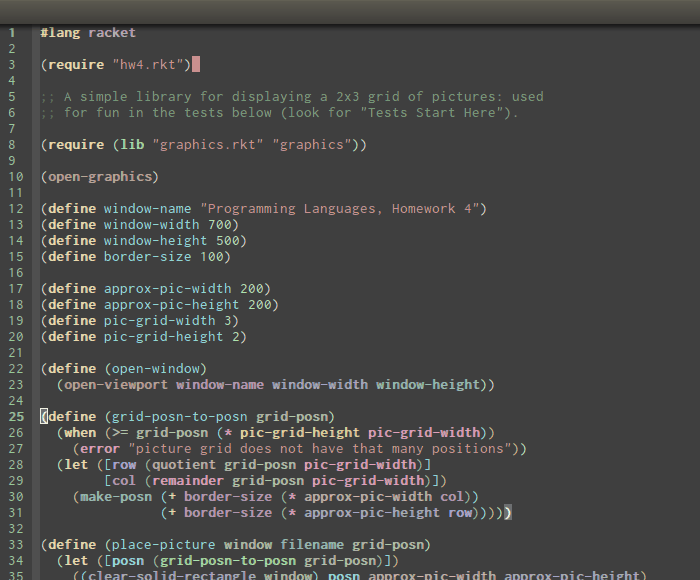 1 #lang racket
2
3 (require "hw4.rkt")
4
5 ;; A simple library for displaying a 2x3 grid of pictures: used
6 ;; for fun in the tests below (look for "Tests Start Here").
7
8 (require (lib "graphics.rkt" "graphics"))
9
10 (open-graphics)
11
12 (define window-name "Programming Languages, Homework 4")
13 (define window-width 700)
14 (define window-height 500)
15 (define border-size 100)
16
17 (define approx-pic-width 200)
18 (define approx-pic-height 200)
19 (define pic-grid-width 3)
20 (define pic-grid-height 2)
21
22 (define (open-window)
23   (open-viewport window-name window-width window-height))
24
25 (define (grid-posn-to-posn grid-posn)
26   (when (>= grid-posn (* pic-grid-height pic-grid-width))
27     (error "picture grid does not have that many positions"))
28   (let ([row (quotient grid-posn pic-grid-width)]
29         [col (remainder grid-posn pic-grid-width)])
30     (make-posn (+ border-size (* approx-pic-width col))
31                (+ border-size (* approx-pic-height row)))))
32
33 (define (place-picture window filename grid-posn)
34   (let ([posn (grid-posn-to-posn grid-posn)])
35     ((clear-solid-rectangle window) posn approx-pic-width approx-pic-height)